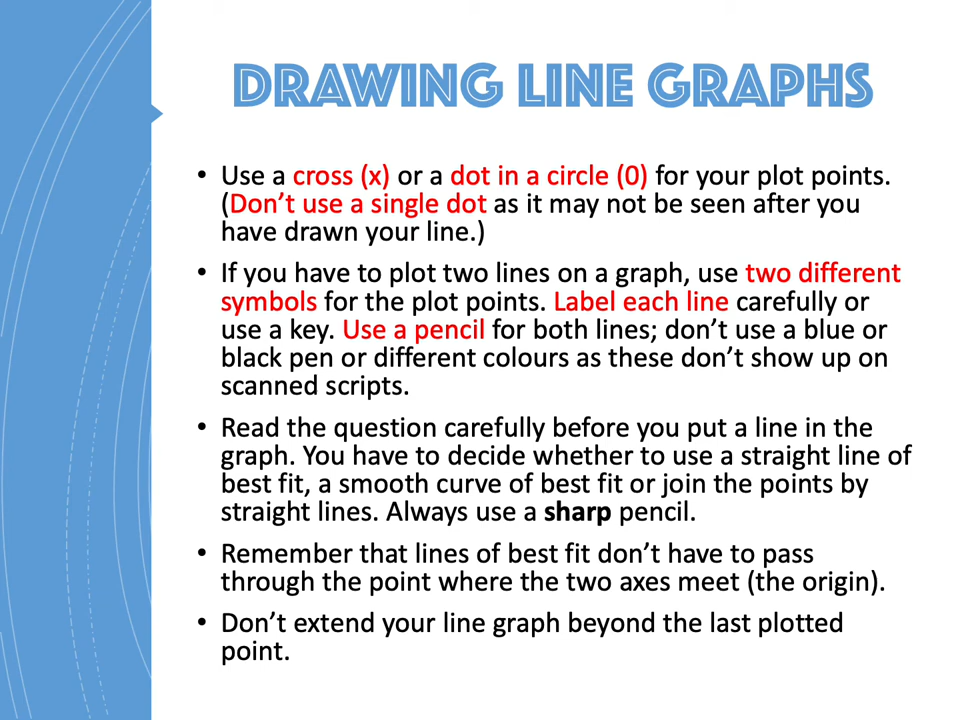 DRAWING LINE GRAPHS
• Use a cross (x) or a dot in a circle (0) for your plot points.
(Don’t use a single dot as it may not be seen after you
have drawn your line.)
• If you have to plot two lines on a graph, use two different
symbols for the plot points. Label each line carefully or
use a key. Use a pencil for both lines; don’t use a blue or
black pen or different colours as these don’t show up on
scanned scripts.
• Read the question carefully before you put a line in the
graph. You have to decide whether to use a straight line of
best fit, a smooth curve of best fit or join the points by
straight lines. Always use a sharp pencil.
• Remember that lines of best fit don’t have to pass
through the point where the two axes meet (the origin).
• Don’t extend your line graph beyond the last plotted
point.